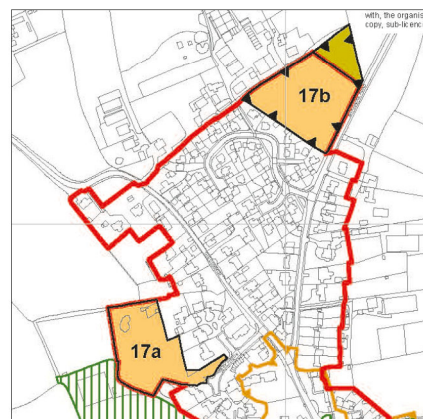 with, the organis
copy, sub-licenc
17b
17a